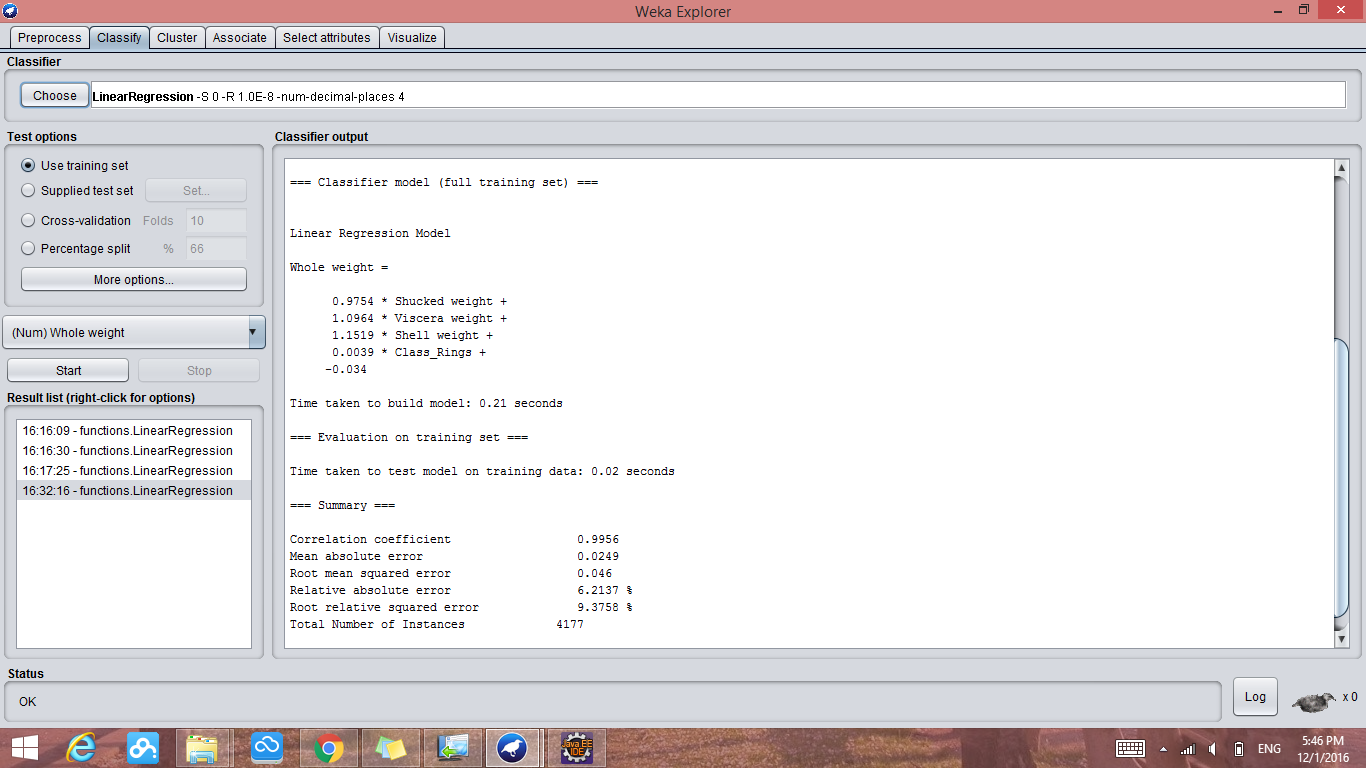 Weka Explorer
Preprocess Classify Cluster Associate Select attributes Visualize
Classifier
Choose LinearRegression -S 0 -R 1.0E-8 -num-decimal-places 4
Test options
Use training set
Supplied test set Set...
Cross-validation Folds 10
Percentage split % 66
More options...
(Num) Whole weight
Start Stop
Result list (right-click for options)
16:16:09 - functions.LinearRegression
16:16:30 - functions.LinearRegression
16:17:25 - functions.LinearRegression
16:32:16 - functions.LinearRegression
Classifier output
=== Classifier model (full training set) ===
Linear Regression Model
Whole weight =
0.9754 * Shucked weight +
1.0964 * Viscera weight +
1.1519 * Shell weight +
0.0039 * Class_Rings +
-0.034
Time taken to build model: 0.21 seconds
=== Evaluation on training set ===
Time taken to test model on training data: 0.02 seconds
=== Summary ===
Correlation coefficient 0.9956
Mean absolute error 0.0249
Root mean squared error 0.046
Relative absolute error 6.2137 %
Root relative squared error 9.3758 %
Total Number of Instances 4177
Status
OK
Log
x 0
Java EE
IDE
ENG
5:46 PM
12/1/2016